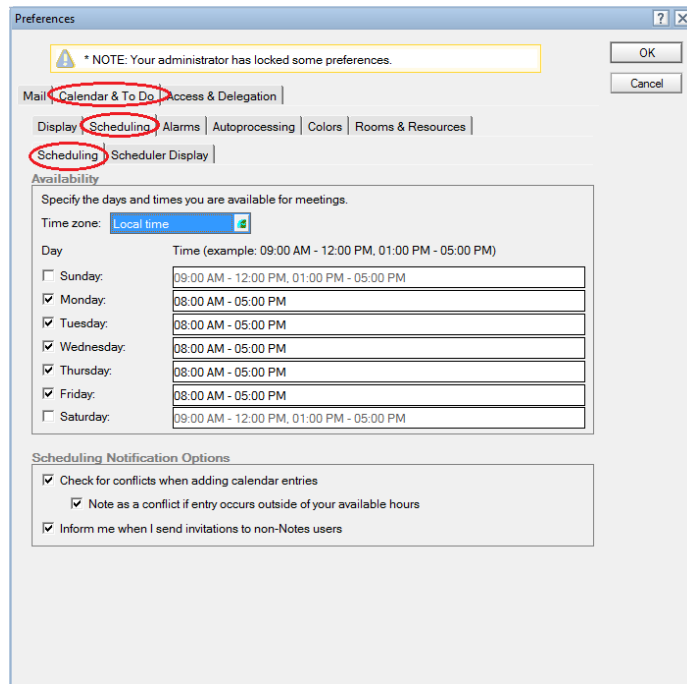 Preferences
* NOTE: Your administrator has locked some preferences.
OK
Cancel
Mail Calendar & To Do Access & Delegation
Display Scheduling Alarms Autoprocessing Colors Rooms & Resources
Scheduling Scheduler Display
Availability
Specify the days and times you are available for meetings.
Time zone: Local time
Day Time (example: 09:00 AM - 12:00 PM, 01:00 PM - 05:00 PM)
Sunday: 09:00 AM - 12:00 PM, 01:00 PM - 05:00 PM
Monday: 08:00 AM - 05:00 PM
Tuesday: 08:00 AM - 05:00 PM
Wednesday: 08:00 AM - 05:00 PM
Thursday: 08:00 AM - 05:00 PM
Friday: 08:00 AM - 05:00 PM
Saturday: 09:00 AM - 12:00 PM, 01:00 PM - 05:00 PM
Scheduling Notification Options
Check for conflicts when adding calendar entries
Note as a conflict if entry occurs outside of your available hours
Inform me when I send invitations to non-Notes users